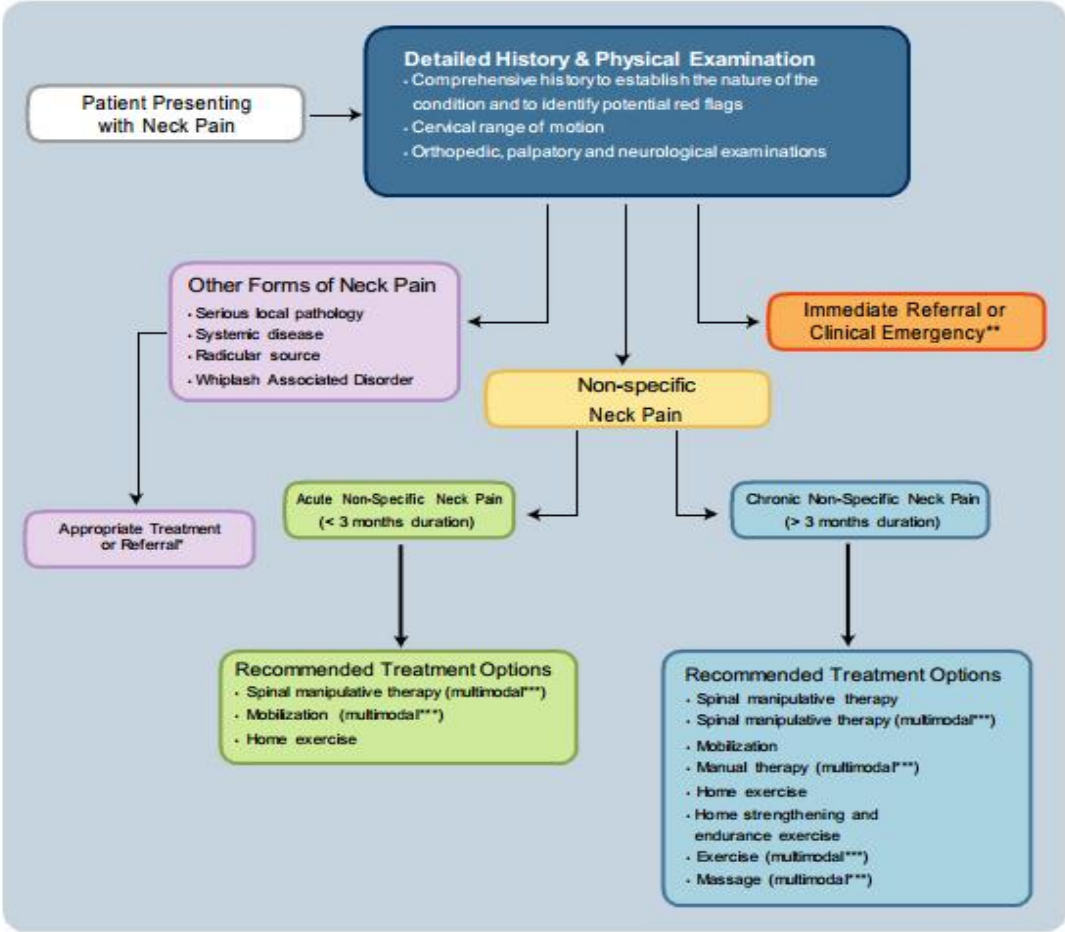 Detailed History & Physical Examination
· Comprehensive history to establish the nature of the
condition and to identify potential red flags
· Cervical range of motion
· Orthopedic, palpatory and neurological examinations
Patient Presenting
with Neck Pain
Other Forms of Neck Pain
· Serious local pathology
· Systemic disease
· Radicular source
· Whiplash Associated Disorder
Immediate Referral or
Clinical Emergency**
Non-specific
Neck Pain
Appropriate Treatment
or Referral*
Acute Non-Specific Neck Pain
(< 3 months duration)
Chronic Non-Specific Neck Pain
(> 3 months duration)
Recommended Treatment Options
· Spinal manipulative therapy (multimodal***)
· Mobilization (multimodal***)
· Home exercise
Recommended Treatment Options
· Spinal manipulative therapy
· Spinal manipulative therapy (multimodal***)
· Mobilization
· Manual therapy (multimodal***)
· Home exercise
· Home strengthening and
endurance exercise
· Exercise (multimodal***)
· Massage (multimodal***)